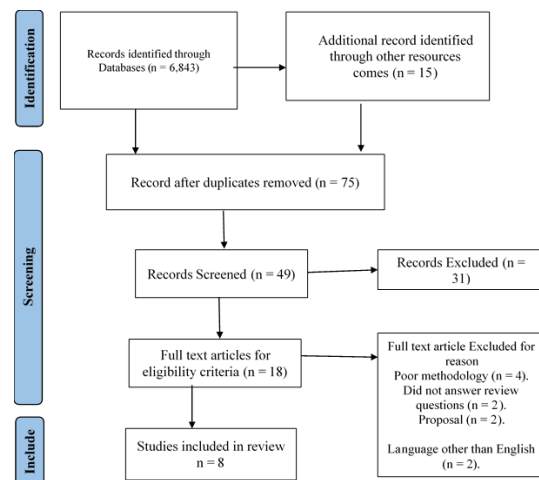 Identification
Records identified through
Databases (n = 6,843)
Additional record identified
through other resources
comes (n = 15)
Screening
Record after duplicates removed (n = 75)
Records Screened (n = 49)
Records Excluded (n =
31)
Full text articles for
eligibility criteria (n = 18)
Full text article Excluded for
reason
Poor methodology (n = 4).
Did not answer review
questions (n = 2).
Proposal (n = 2).
Language other than English
(n = 2).
Include
Studies included in review
n = 8